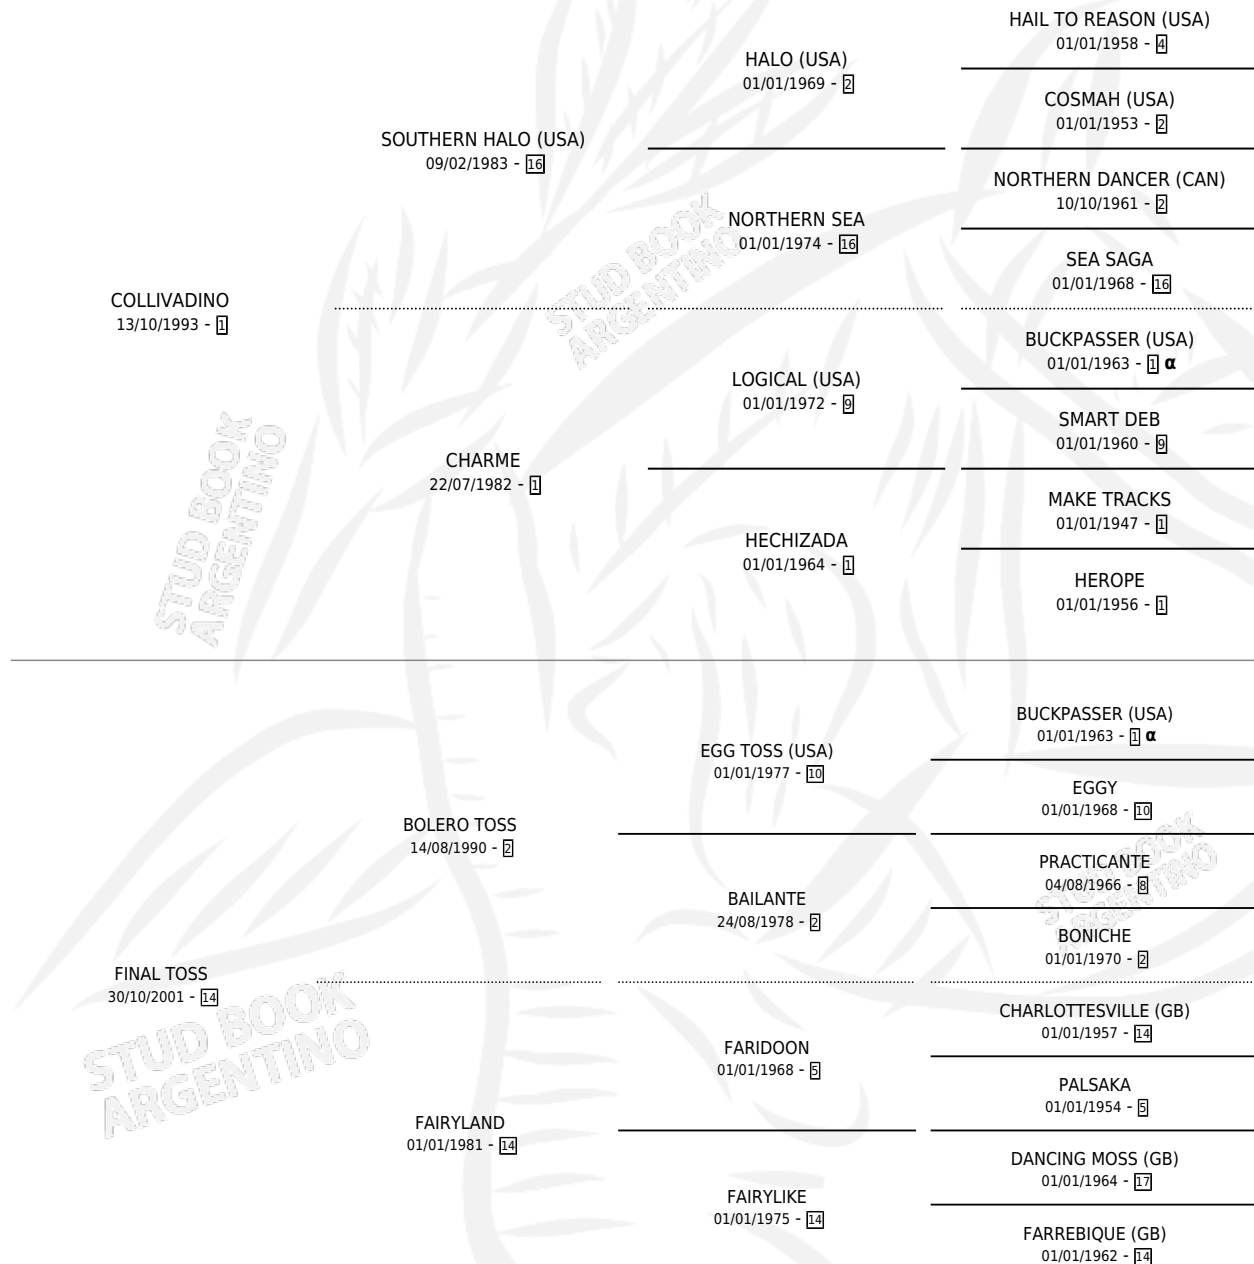 HAIL TO REASON (USA)
01/01/1958 - 4
HALO (USA)
01/01/1969 - 2
COSMAH (USA)
01/01/1953 - 2
SOUTHERN HALO (USA)
09/02/1983 - 16
NORTHERN DANCER (CAN)
10/10/1961 - 2
NORTHERN SEA
01/01/1974 - 16
SEA SAGA
01/01/1968 - 16
COLLIVADINO
13/10/1993 - 1
BUCKPASSER (USA)
01/01/1963 - 1 α
LOGICAL (USA)
01/01/1972 - 9
SMART DEB
01/01/1960 - 9
CHARME
22/07/1982 - 1
MAKE TRACKS
01/01/1947 - 1
HECHIZADA
01/01/1964 - 1
HEROPE
01/01/1956 - 1
BUCKPASSER (USA)
01/01/1963 - 1 α
EGG TOSS (USA)
01/01/1977 - 10
EGGY
01/01/1968 - 10
BOLERO TOSS
14/08/1990 - 2
PRACTICANTE
04/08/1966 - 8
BAILANTE
24/08/1978 - 2
BONICHE
01/01/1970 - 2
FINAL TOSS
30/10/2001 - 14
CHARLOTTESVILLE (GB)
01/01/1957 - 14
FARIDOON
01/01/1968 - 5
PALSAKA
01/01/1954 - 5
FAIRYLAND
01/01/1981 - 14
DANCING MOSS (GB)
01/01/1964 - 17
FAIRYLIKE
01/01/1975 - 14
FARREBIQUE (GB)
01/01/1962 - 14
STUD BOOK
ARGENTINO
STUD BOOK
ARGENTINO
STUD BOOK
ARGENTINO
STUD BOOK
ARGENTINO